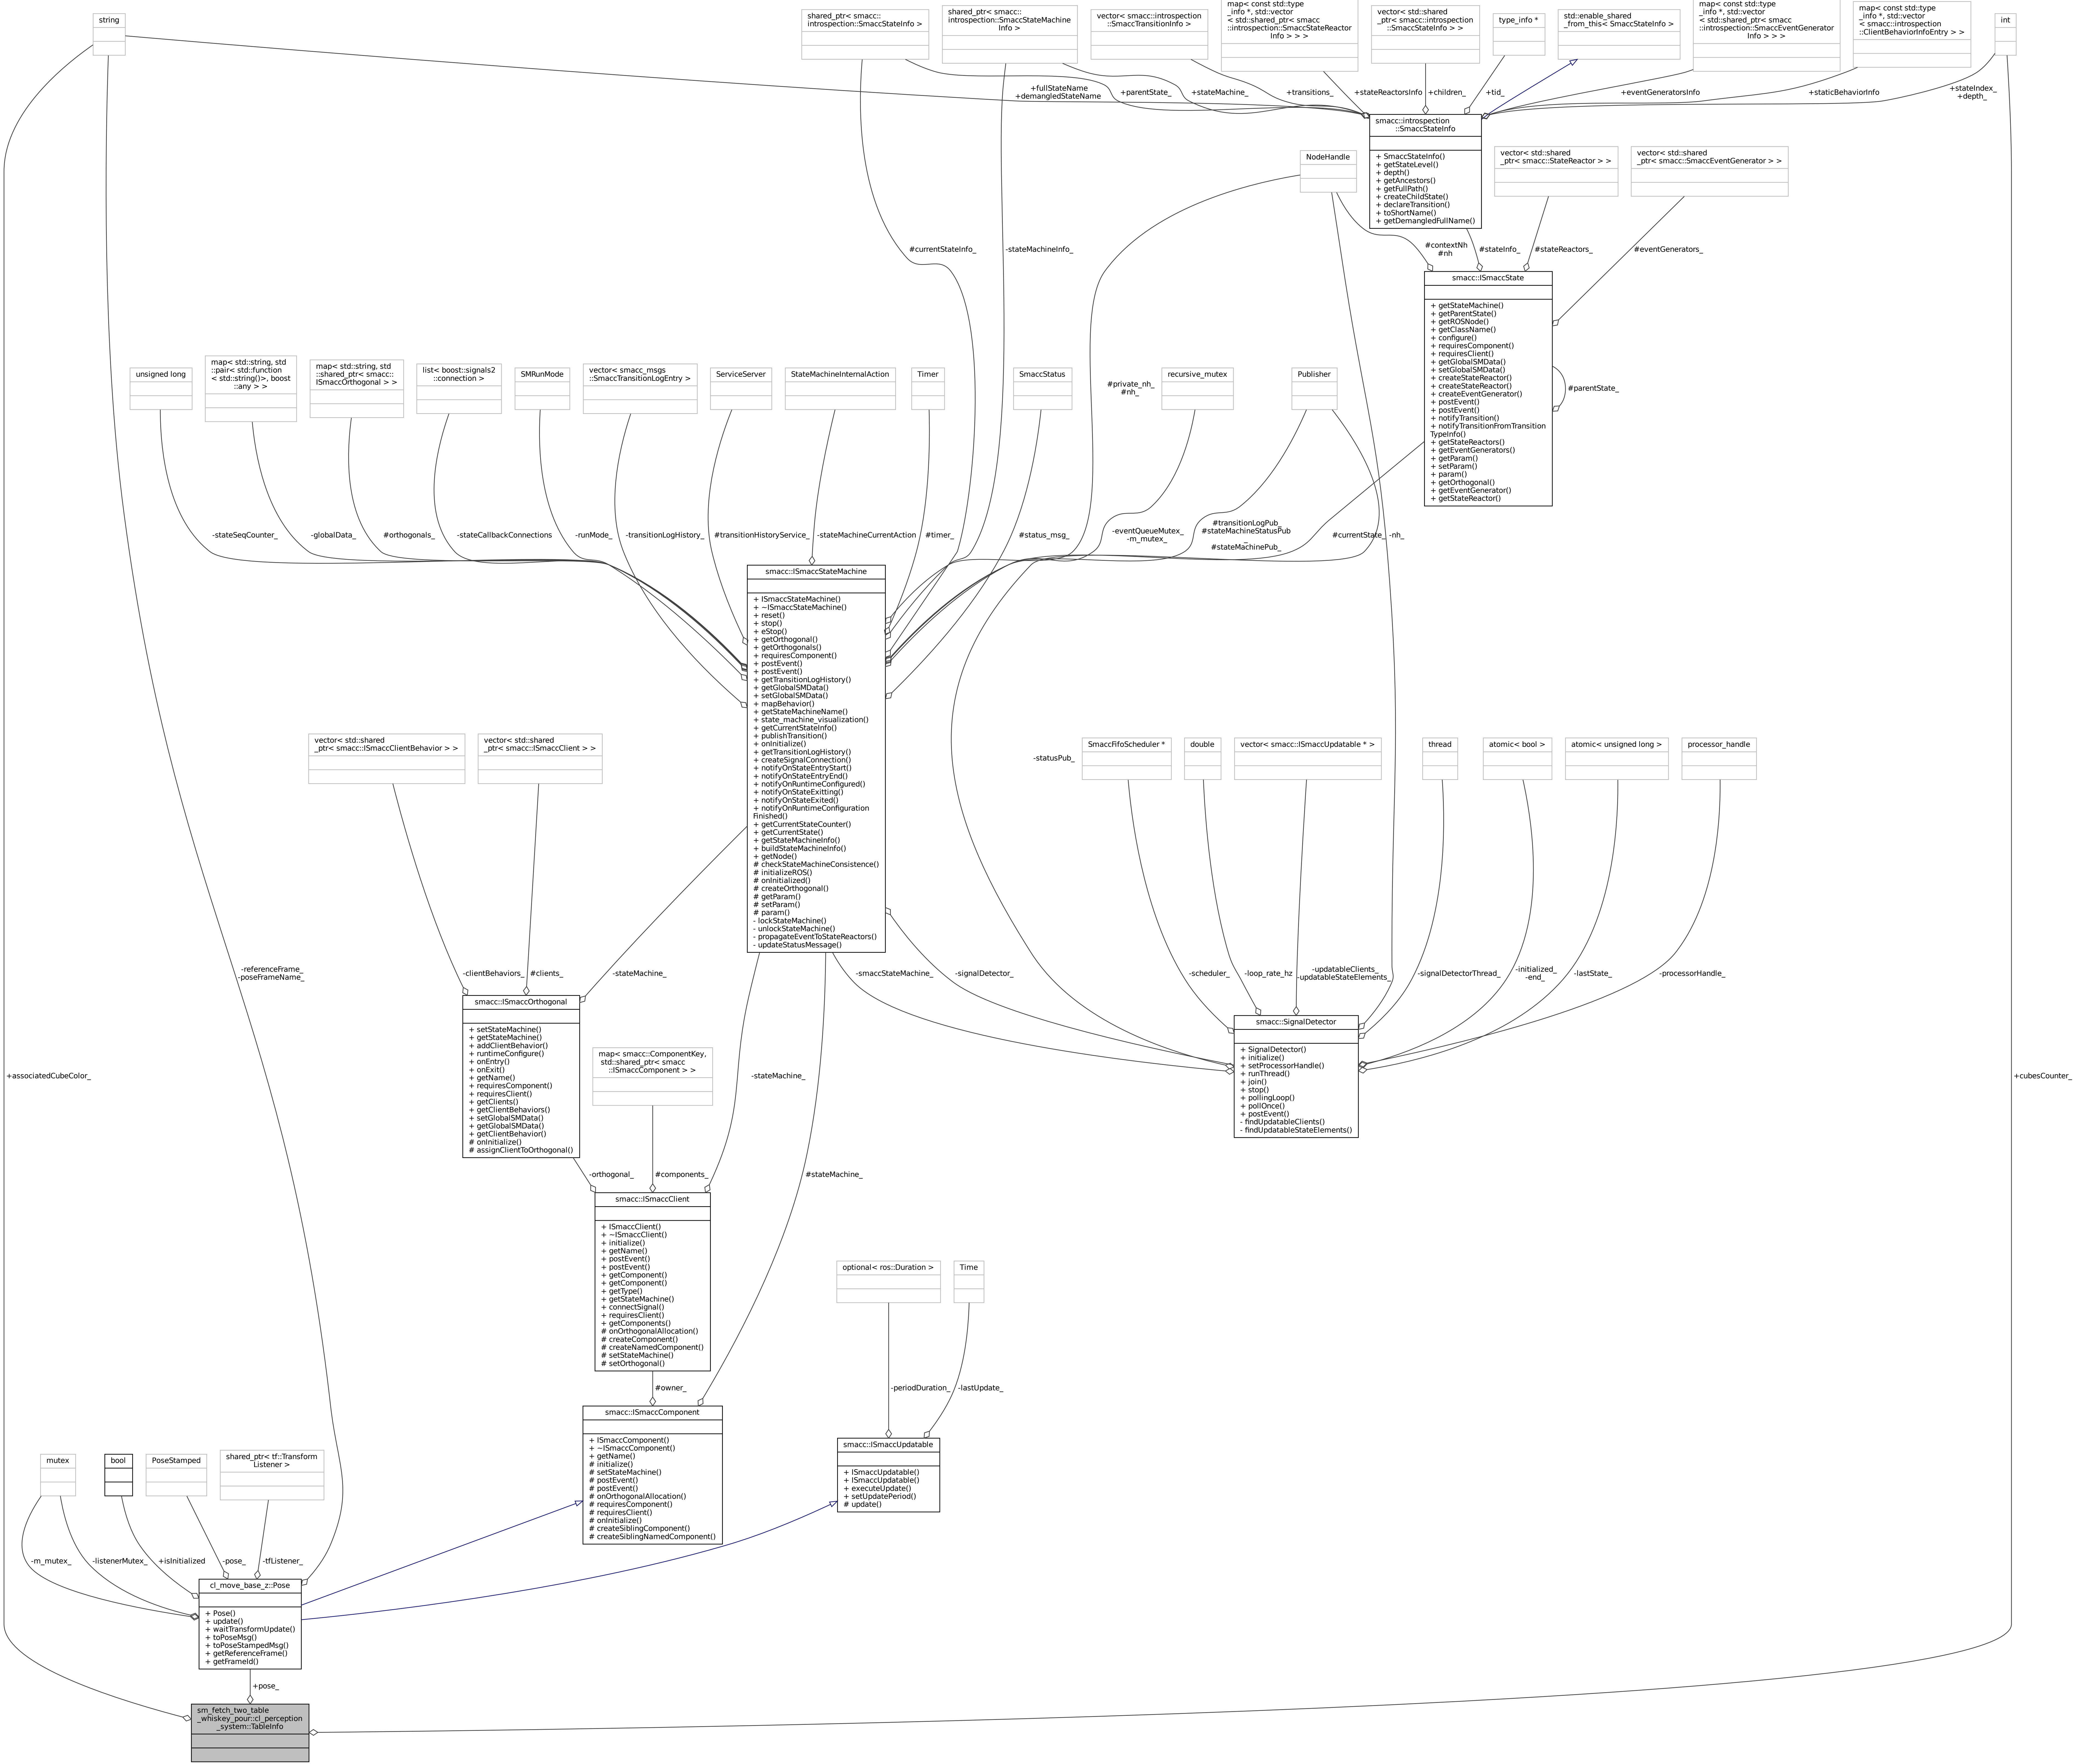 string
shared_ptr< smacc::
introspection::SmaccStateInfo >
shared_ptr< smacc::
introspection::SmaccStateMachine
Info >
vector< smacc::introspection
::SmaccTransitionInfo >
map< const std::type
_info *, std::vector
< std::shared_ptr< smacc
::introspection::SmaccStateReactor
Info > > >
vector< std::shared
_ptr< smacc::introspection
::SmaccStateInfo > >
type_info *
std::enable_shared
_from_this< SmaccStateInfo >
map< const std::type
_info *, std::vector
< std::shared_ptr< smacc
::introspection::SmaccEventGenerator
Info > > >
map< const std::type
_info *, std::vector
< smacc::introspection
::ClientBehaviorInfoEntry > >
int
+fullStateName
+demangledStateName
+parentState_
+stateMachine_
+transitions_
+stateReactorsInfo
+children_
+tid_
+eventGeneratorsInfo
+staticBehaviorInfo
+stateIndex_
+depth_
smacc::introspection
::SmaccStateInfo
+ SmaccStateInfo()
+ getStateLevel()
+ depth()
+ getAncestors()
+ getFullPath()
+ createChildState()
+ declareTransition()
+ toShortName()
+ getDemangledFullName()
NodeHandle
vector< std::shared
_ptr< smacc::StateReactor > >
vector< std::shared
_ptr< smacc::SmaccEventGenerator > >
#currentStateInfo_
-stateMachineInfo_
#contextNh
#nh
#stateInfo_
#stateReactors_
#eventGenerators_
smacc::ISmaccState
+ getStateMachine()
+ getParentState()
+ getROSNode()
+ getClassName()
+ configure()
+ requiresComponent()
+ requiresClient()
+ getGlobalSMData()
+ setGlobalSMData()
+ createStateReactor()
+ createStateReactor()
+ createEventGenerator()
+ postEvent()
+ postEvent()
+ notifyTransition()
+ notifyTransitionFromTransition
TypeInfo()
+ getStateReactors()
+ getEventGenerators()
+ getParam()
+ setParam()
+ param()
+ getOrthogonal()
+ getEventGenerator()
+ getStateReactor()
#parentState_
unsigned long
map< std::string, std
::pair< std::function
< std::string()>, boost
::any > >
map< std::string, std
::shared_ptr< smacc::
ISmaccOrthogonal > >
list< boost::signals2
::connection >
SMRunMode
vector< smacc_msgs
::SmaccTransitionLogEntry >
ServiceServer
StateMachineInternalAction
Timer
SmaccStatus
#private_nh_
#nh_
recursive_mutex
Publisher
-stateSeqCounter_
-globalData_
#orthogonals_
-stateCallbackConnections
-runMode_
-transitionLogHistory_
#transitionHistoryService_
-stateMachineCurrentAction
#timer_
#status_msg_
-eventQueueMutex_
-m_mutex_
#transitionLogPub_
#stateMachineStatusPub
_
#stateMachinePub_
#currentState_
-nh_
smacc::ISmaccStateMachine
+ ISmaccStateMachine()
+ ~ISmaccStateMachine()
+ reset()
+ stop()
+ eStop()
+ getOrthogonal()
+ getOrthogonals()
+ requiresComponent()
+ postEvent()
+ postEvent()
+ getTransitionLogHistory()
+ getGlobalSMData()
+ setGlobalSMData()
+ mapBehavior()
+ getStateMachineName()
+ state_machine_visualization()
+ getCurrentStateInfo()
+ publishTransition()
+ onInitialize()
+ getTransitionLogHistory()
+ createSignalConnection()
+ notifyOnStateEntryStart()
+ notifyOnStateEntryEnd()
+ notifyOnRuntimeConfigured()
+ notifyOnStateExitting()
+ notifyOnStateExited()
+ notifyOnRuntimeConfiguration
Finished()
+ getCurrentStateCounter()
+ getCurrentState()
+ getStateMachineInfo()
+ buildStateMachineInfo()
+ getNode()
# checkStateMachineConsistence()
# initializeROS()
# onInitialized()
# createOrthogonal()
# getParam()
# setParam()
# param()
- lockStateMachine()
- unlockStateMachine()
- propagateEventToStateReactors()
- updateStatusMessage()
vector< std::shared
_ptr< smacc::ISmaccClientBehavior > >
vector< std::shared
_ptr< smacc::ISmaccClient > >
-statusPub_
SmaccFifoScheduler *
double
vector< smacc::ISmaccUpdatable * >
thread
atomic< bool >
atomic< unsigned long >
processor_handle
-referenceFrame_
-poseFrameName_
-clientBehaviors_
#clients_
-stateMachine_
-smaccStateMachine_
-signalDetector_
-scheduler_
-loop_rate_hz
-updatableClients_
-updatableStateElements_
-signalDetectorThread_
-initialized_
-end_
-lastState_
-processorHandle_
smacc::ISmaccOrthogonal
+ setStateMachine()
+ getStateMachine()
+ addClientBehavior()
+ runtimeConfigure()
+ onEntry()
+ onExit()
+ getName()
+ requiresComponent()
+ requiresClient()
+ getClients()
+ getClientBehaviors()
+ setGlobalSMData()
+ getGlobalSMData()
+ getClientBehavior()
# onInitialize()
# assignClientToOrthogonal()
smacc::SignalDetector
+ SignalDetector()
+ initialize()
+ setProcessorHandle()
+ runThread()
+ join()
+ stop()
+ pollingLoop()
+ pollOnce()
+ postEvent()
- findUpdatableClients()
- findUpdatableStateElements()
map< smacc::ComponentKey,
std::shared_ptr< smacc
::ISmaccComponent > >
+associatedCubeColor_
-stateMachine_
+cubesCounter_
-orthogonal_
#components_
#stateMachine_
smacc::ISmaccClient
+ ISmaccClient()
+ ~ISmaccClient()
+ initialize()
+ getName()
+ postEvent()
+ postEvent()
+ getComponent()
+ getComponent()
+ getType()
+ getStateMachine()
+ connectSignal()
+ requiresClient()
+ getComponents()
# onOrthogonalAllocation()
# createComponent()
# createNamedComponent()
# setStateMachine()
# setOrthogonal()
optional< ros::Duration >
Time
#owner_
-periodDuration_
-lastUpdate_
smacc::ISmaccComponent
+ ISmaccComponent()
+ ~ISmaccComponent()
+ getName()
# initialize()
# setStateMachine()
# postEvent()
# postEvent()
# onOrthogonalAllocation()
# requiresComponent()
# requiresClient()
# onInitialize()
# createSiblingComponent()
# createSiblingNamedComponent()
smacc::ISmaccUpdatable
+ ISmaccUpdatable()
+ ISmaccUpdatable()
+ executeUpdate()
+ setUpdatePeriod()
# update()
mutex
bool
PoseStamped
shared_ptr< tf::Transform
Listener >
-m_mutex_
-listenerMutex_
+isInitialized
-pose_
-tfListener_
cl_move_base_z::Pose
+ Pose()
+ update()
+ waitTransformUpdate()
+ toPoseMsg()
+ toPoseStampedMsg()
+ getReferenceFrame()
+ getFrameId()
+pose_
sm_fetch_two_table
_whiskey_pour::cl_perception
_system::TableInfo